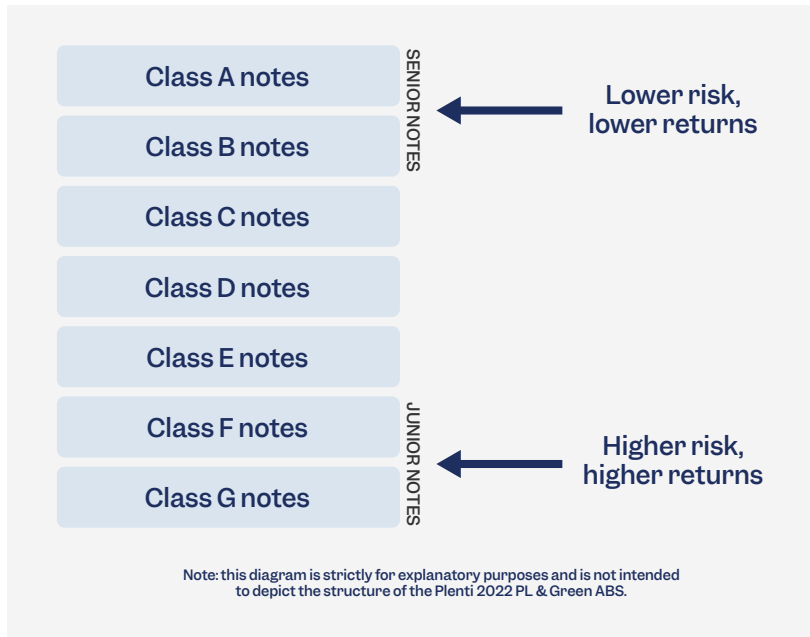 Class A notes
Class B notes
SENIOR NOTES
Lower risk,
lower returns
Class C notes
Class D notes
Class E notes
Class F notes
Class G notes
JUNIOR NOTES
Higher risk,
higher returns
Note: this diagram is strictly for explanatory purposes and is not intended
to depict the structure of the Plenti 2022 PL & Green ABS.